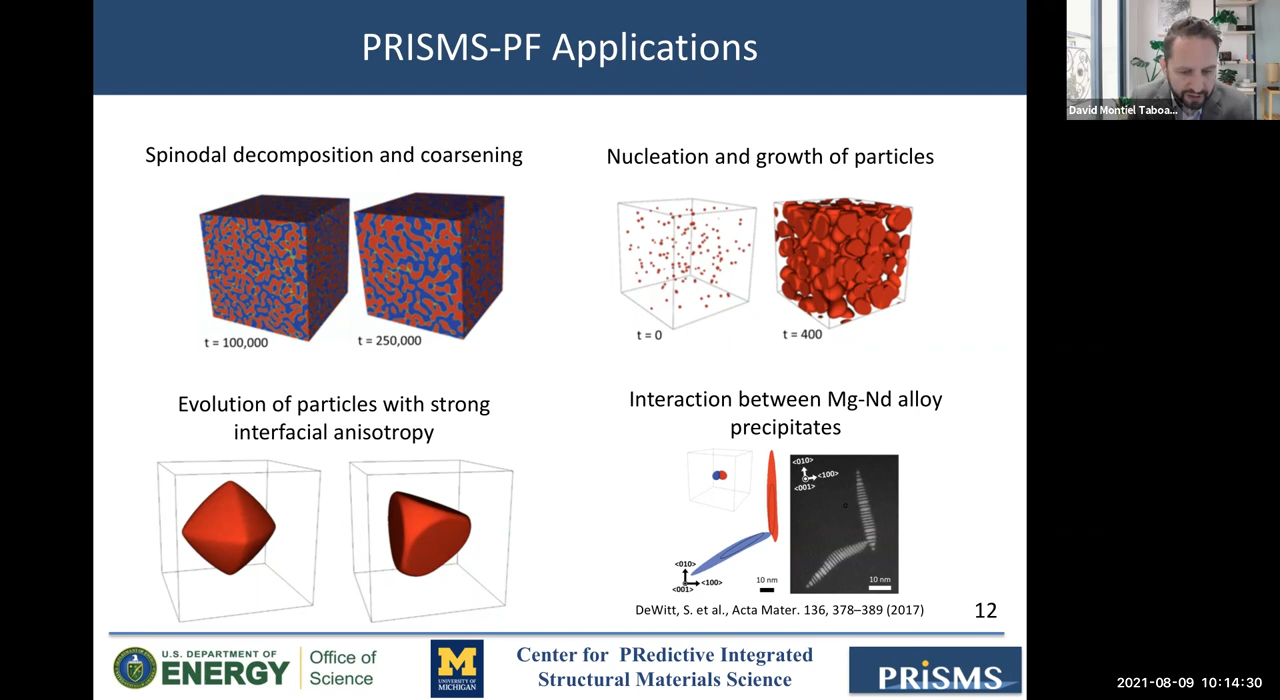 PRISMS-PF Applications
David Montiel Taboa...
Spinodal decomposition and coarsening
t = 100,000
t = 250,000
Nucleation and growth of particles
t = 0
t = 400
Evolution of particles with strong
interfacial anisotropy
Interaction between Mg-Nd alloy
precipitates
<010>
<100>
<001>
10 nm
<010>
<100>
<001>
10 nm
DeWitt, S. et al., Acta Mater. 136, 378–389 (2017)
12
U.S. DEPARTMENT OF
ENERGY
Office of
Science
M
UNIVERSITY OF
MICHIGAN
Center for PRedictive Integrated
Structural Materials Science
PRISMS
2021-08-09 10:14:30